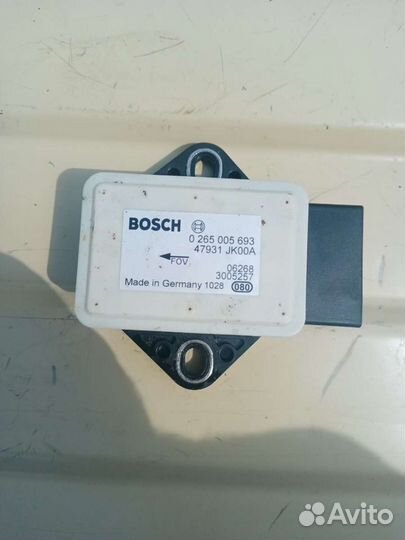 BOSCH
0 265 005 693
47931 JK00A
FOV
06268
3005257
Made in Germany 1028 080
Avito